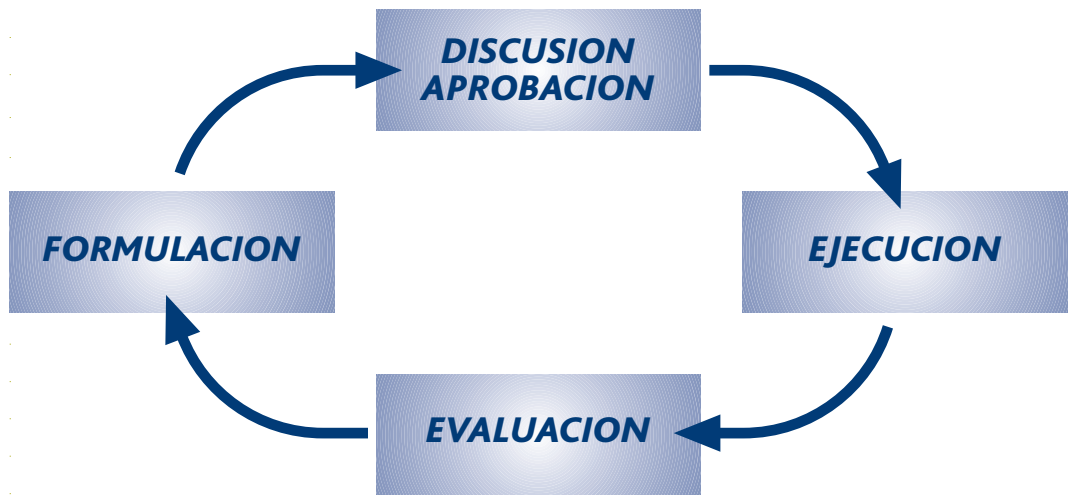 DISCUSION
APROBACION
FORMULACION
EJECUCION
EVALUACION